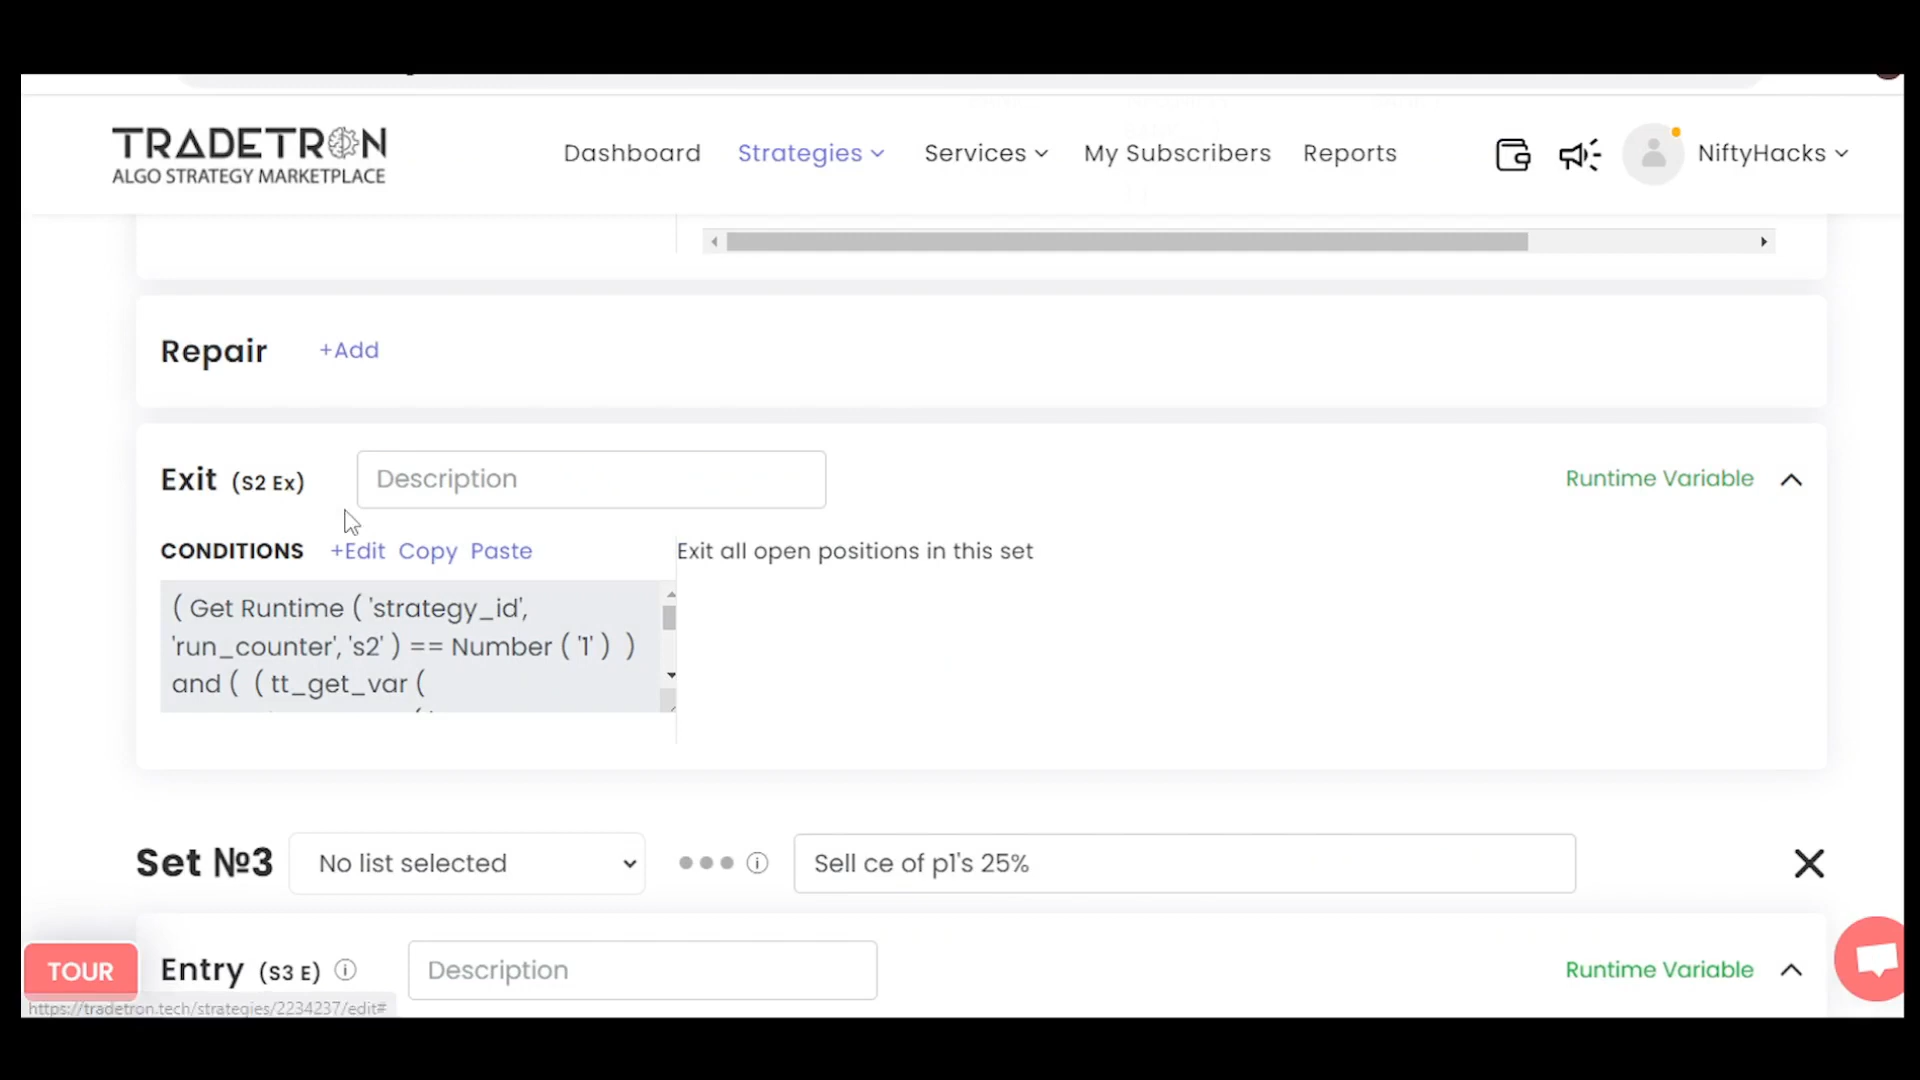 TRADETRON
ALGO STRATEGY MARKETPLACE
Dashboard Strategies Services My Subscribers Reports NiftyHacks
Repair +Add
Exit (S2 Ex) Description Runtime Variable
CONDITIONS +Edit Copy Paste Exit all open positions in this set
( Get Runtime ( 'strategy_id',
'run_counter', 's2' ) == Number ( '1' ) )
and ( ( tt_get_var (
Set №3 No list selected Sell ce of p1's 25%
TOUR Entry (S3 E) Description Runtime Variable
https://tradetron.tech/strategies/2234237/edit#